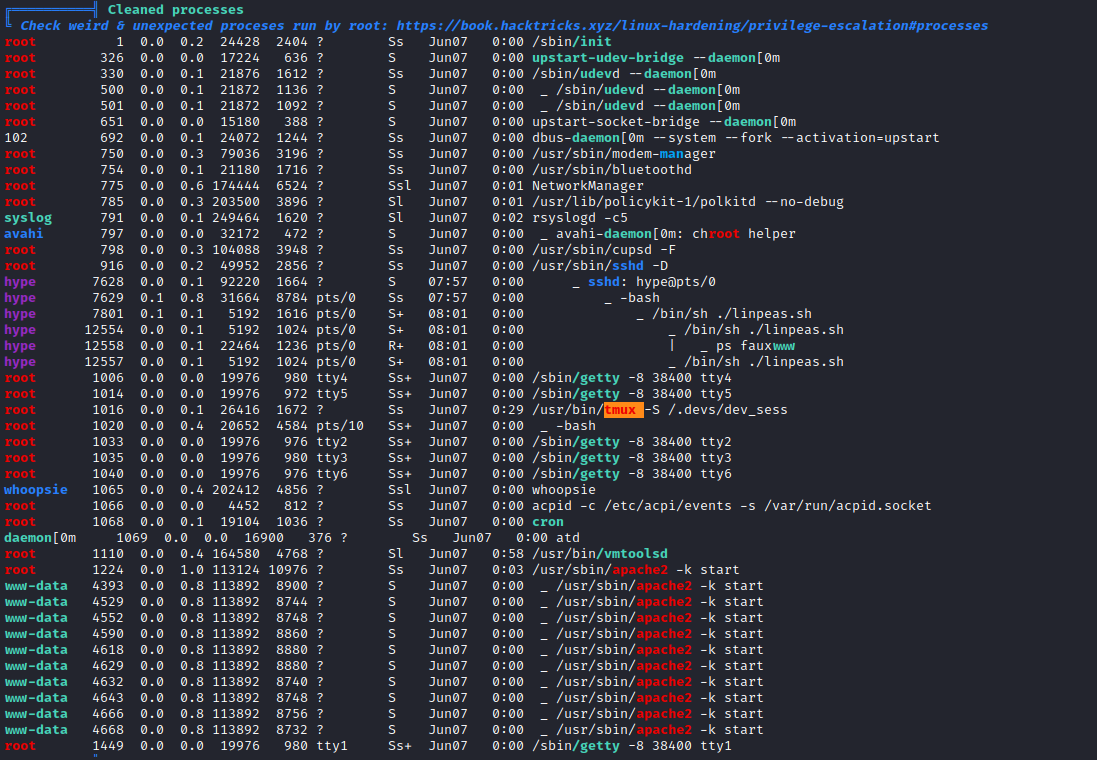 Cleaned processes
Check weird & unexpected proceses run by root: https://book.hacktricks.xyz/linux-hardening/privilege-escalation#processes
root 1 0.0 0.2 24428 2404 ? Ss Jun07 0:00 /sbin/init
root 326 0.0 0.0 17224 636 ? S Jun07 0:00 upstart-udev-bridge --daemon[0m
root 330 0.0 0.1 21876 1612 ? Ss Jun07 0:00 /sbin/udevd --daemon[0m
root 500 0.0 0.1 21872 1136 ? S Jun07 0:00 _ /sbin/udevd --daemon[0m
root 501 0.0 0.1 21872 1092 ? S Jun07 0:00 _ /sbin/udevd --daemon[0m
root 651 0.0 0.0 15180 388 ? S Jun07 0:00 upstart-socket-bridge --daemon[0m
102 692 0.0 0.1 24072 1244 ? Ss Jun07 0:00 dbus-daemon[0m --system --fork --activation=upstart
root 750 0.0 0.3 79036 3196 ? Ss Jun07 0:00 /usr/sbin/modem-manager
root 754 0.0 0.1 21180 1716 ? Ss Jun07 0:00 /usr/sbin/bluetoothd
root 775 0.0 0.6 174444 6524 ? Ssl Jun07 0:01 NetworkManager
root 785 0.0 0.3 203500 3896 ? Sl Jun07 0:01 /usr/lib/policykit-1/polkitd --no-debug
syslog 791 0.0 0.1 249464 1620 ? Sl Jun07 0:02 rsyslogd -c5
avahi 797 0.0 0.0 32172 472 ? S Jun07 0:00 _ avahi-daemon[0m: chroot helper
root 798 0.0 0.3 104088 3948 ? Ss Jun07 0:00 /usr/sbin/cupsd -F
root 916 0.0 0.2 49952 2856 ? Ss Jun07 0:00 /usr/sbin/sshd -D
hype 7628 0.0 0.1 92220 1664 ? S 07:57 0:00 _ sshd: hype@pts/0
hype 7629 0.1 0.8 31664 8784 pts/0 Ss 07:57 0:00 _ -bash
hype 7801 0.1 0.1 5192 1616 pts/0 S+ 08:01 0:00 _ /bin/sh ./linpeas.sh
hype 12554 0.0 0.1 5192 1024 pts/0 S+ 08:01 0:00 _ /bin/sh ./linpeas.sh
hype 12558 0.0 0.1 22464 1236 pts/0 R+ 08:01 0:00 | _ ps fauxwww
hype 12557 0.0 0.1 5192 1024 pts/0 S+ 08:01 0:00 _ /bin/sh ./linpeas.sh
root 1006 0.0 0.0 19976 980 tty4 Ss+ Jun07 0:00 /sbin/getty -8 38400 tty4
root 1014 0.0 0.0 19976 972 tty5 Ss+ Jun07 0:00 /sbin/getty -8 38400 tty5
root 1016 0.0 0.1 26416 1672 ? Ss Jun07 0:29 /usr/bin/tmux -S /.devs/dev_sess
root 1020 0.0 0.4 20652 4584 pts/10 Ss+ Jun07 0:00 _ -bash
root 1033 0.0 0.0 19976 976 tty2 Ss+ Jun07 0:00 /sbin/getty -8 38400 tty2
root 1035 0.0 0.0 19976 980 tty3 Ss+ Jun07 0:00 /sbin/getty -8 38400 tty3
root 1040 0.0 0.0 19976 976 tty6 Ss+ Jun07 0:00 /sbin/getty -8 38400 tty6
whoopsie 1065 0.0 0.4 202412 4856 ? Ssl Jun07 0:00 whoopsie
root 1066 0.0 0.0 4452 812 ? Ss Jun07 0:00 acpid -c /etc/acpi/events -s /var/run/acpid.socket
root 1068 0.0 0.1 19104 1036 ? Ss Jun07 0:00 cron
daemon[0m 1069 0.0 0.0 16900 376 ? Ss Jun07 0:00 atd
root 1110 0.0 0.4 164580 4768 ? Sl Jun07 0:58 /usr/bin/vmtoolsd
root 1224 0.0 1.0 113124 10976 ? Ss Jun07 0:03 /usr/sbin/apache2 -k start
www-data 4393 0.0 0.8 113892 8900 ? S Jun07 0:00 _ /usr/sbin/apache2 -k start
www-data 4529 0.0 0.8 113892 8744 ? S Jun07 0:00 _ /usr/sbin/apache2 -k start
www-data 4552 0.0 0.8 113892 8748 ? S Jun07 0:00 _ /usr/sbin/apache2 -k start
www-data 4590 0.0 0.8 113892 8860 ? S Jun07 0:00 _ /usr/sbin/apache2 -k start
www-data 4618 0.0 0.8 113892 8880 ? S Jun07 0:00 _ /usr/sbin/apache2 -k start
www-data 4629 0.0 0.8 113892 8880 ? S Jun07 0:00 _ /usr/sbin/apache2 -k start
www-data 4632 0.0 0.8 113892 8740 ? S Jun07 0:00 _ /usr/sbin/apache2 -k start
www-data 4643 0.0 0.8 113892 8748 ? S Jun07 0:00 _ /usr/sbin/apache2 -k start
www-data 4666 0.0 0.8 113892 8756 ? S Jun07 0:00 _ /usr/sbin/apache2 -k start
www-data 4668 0.0 0.8 113892 8732 ? S Jun07 0:00 _ /usr/sbin/apache2 -k start
root 1449 0.0 0.0 19976 980 tty1 Ss+ Jun07 0:00 /sbin/getty -8 38400 tty1